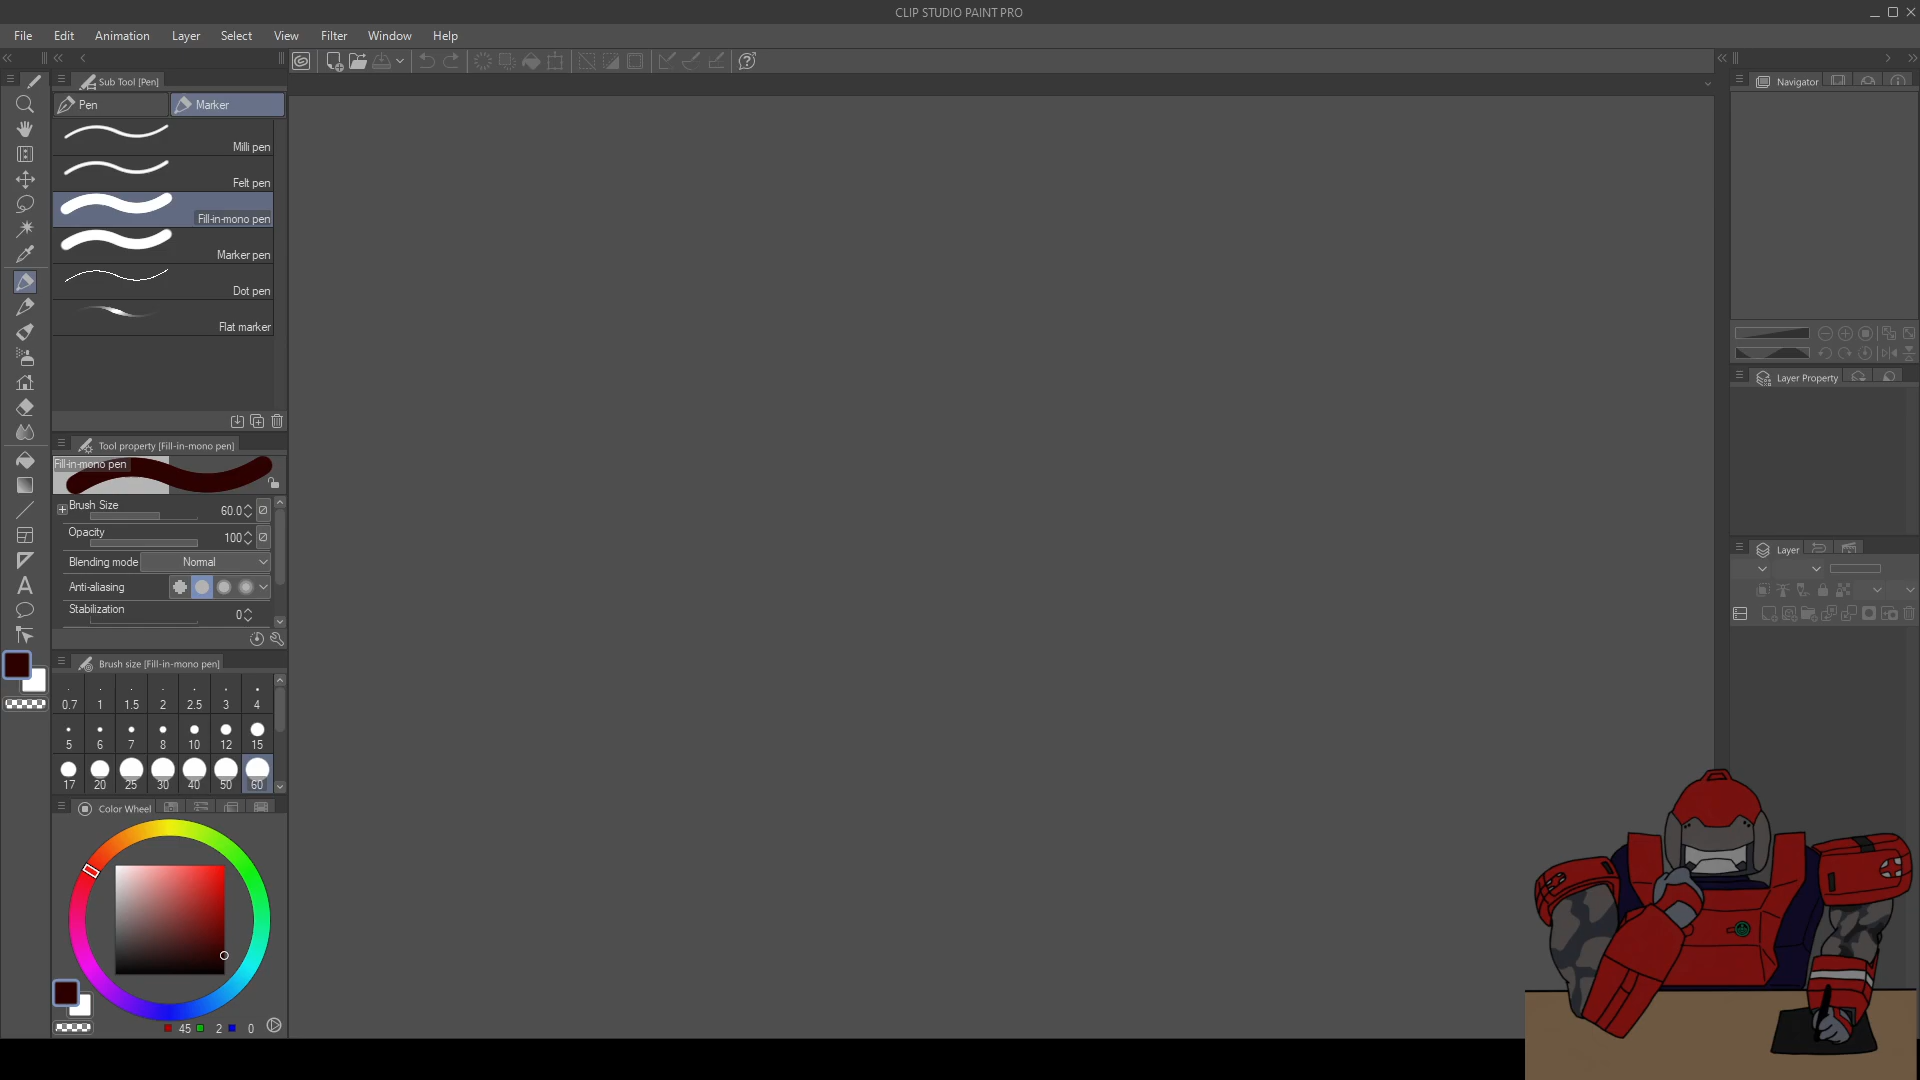 CLIP STUDIO PAINT PRO
File Edit Animation Layer Select View Filter Window Help
Sub Tool [Pen]
Pen
Marker
Milli pen
Felt pen
Fill-in-mono pen
Marker pen
Dot pen
Flat marker
Tool property [Fill-in-mono pen]
Fill-in-mono pen
Brush Size 60.0
Opacity 100
Blending mode Normal
Anti-aliasing
Stabilization 0
Brush size [Fill-in-mono pen]
0.7 1 1.5 2 2.5 3 4
5 6 7 8 10 12 15
17 20 25 30 40 50 60
Color Wheel
45 2 0
Navigator
Layer Property
Layer